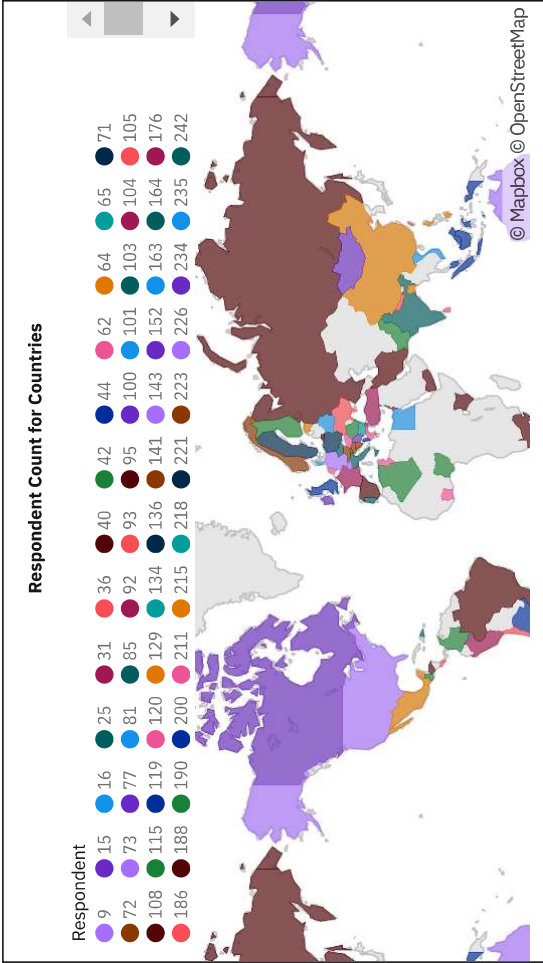 Respondent Count for Countries
Respondent
9 15 16 25 31 36 40 42 44 62 64 65 71
72 73 77 81 85 92 93 95 100 101 103 104 105
108 115 119 120 129 134 136 141 143 152 163 164 176
186 188 190 200 211 215 218 221 223 226 234 235 242
© Mapbox © OpenStreetMap